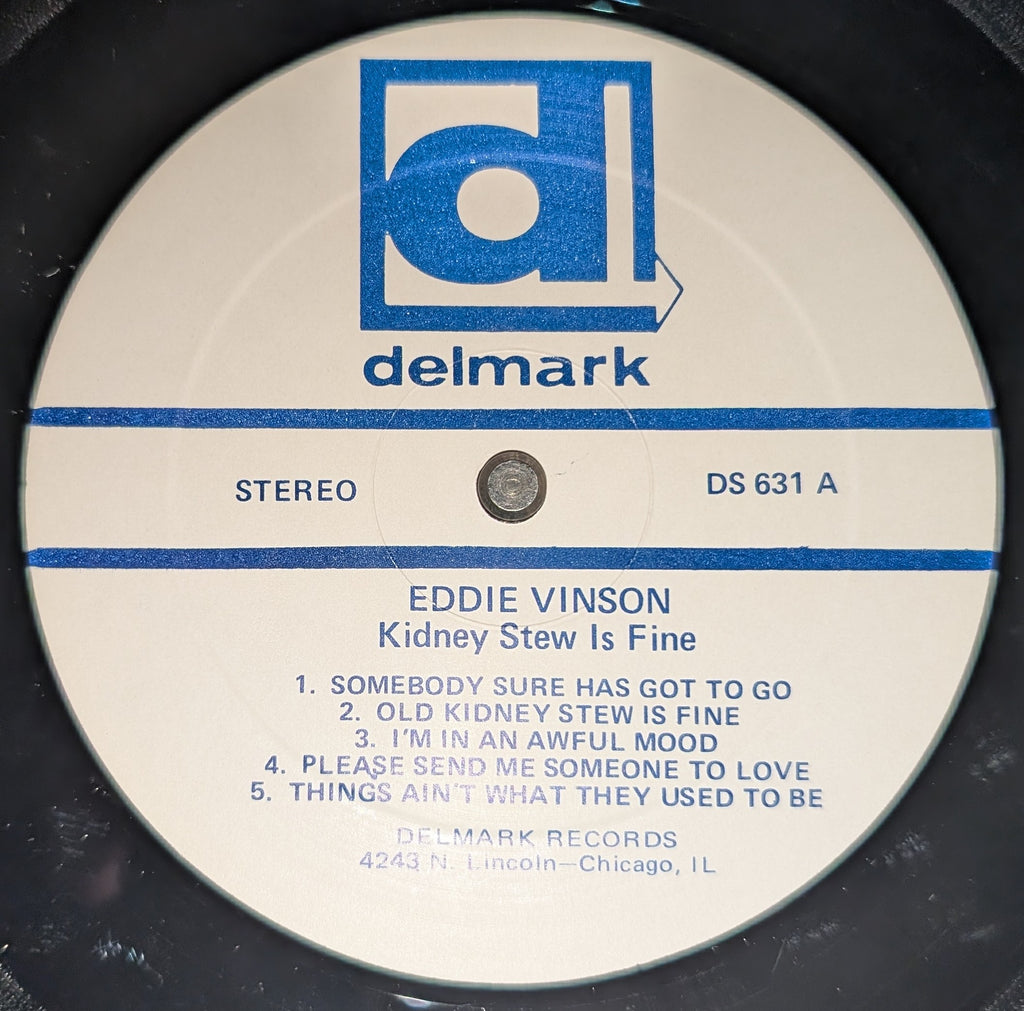 d
delmark
STEREO
DS 631 A
EDDIE VINSON
Kidney Stew Is Fine
1. SOMEBODY SURE HAS GOT TO GO
2. OLD KIDNEY STEW IS FINE
3. I'M IN AN AWFUL MOOD
4. PLEASE SEND ME SOMEONE TO LOVE
5. THINGS AIN'T WHAT THEY USED TO BE
DELMARK RECORDS
4243 N. Lincoln—Chicago, IL